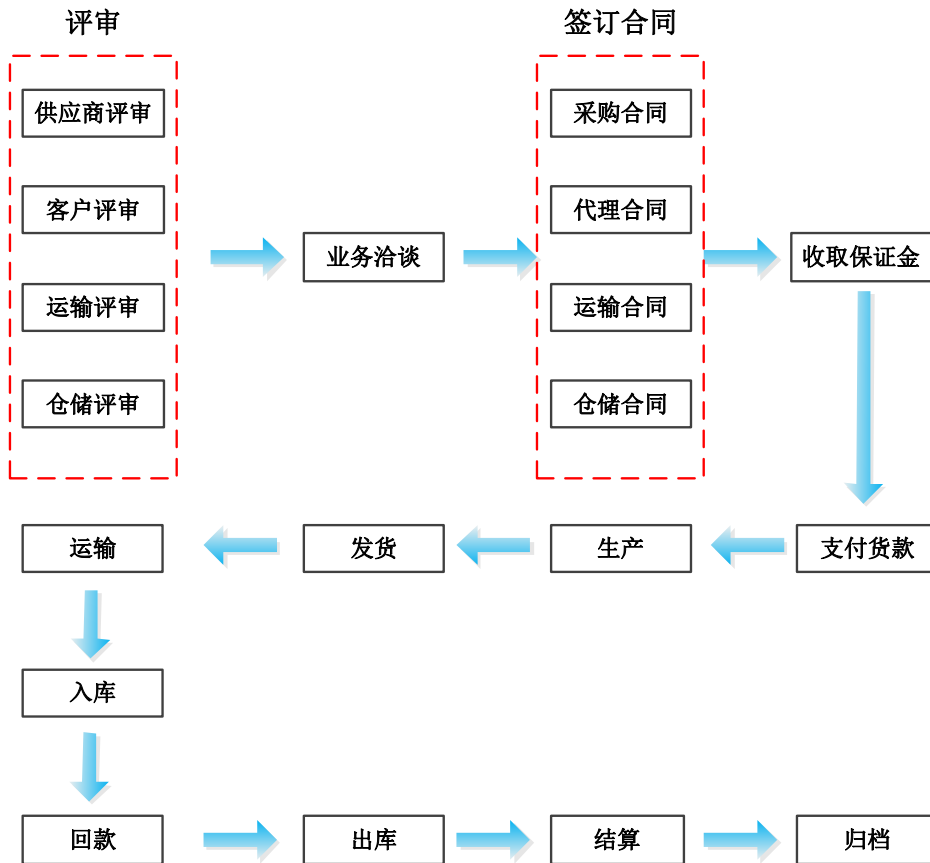 评审
供应商评审
客户评审
运输评审
仓储评审
业务洽谈
签订合同
采购合同
代理合同
运输合同
仓储合同
收取保证金
支付货款
生产
发货
运输
入库
回款
出库
结算
归档